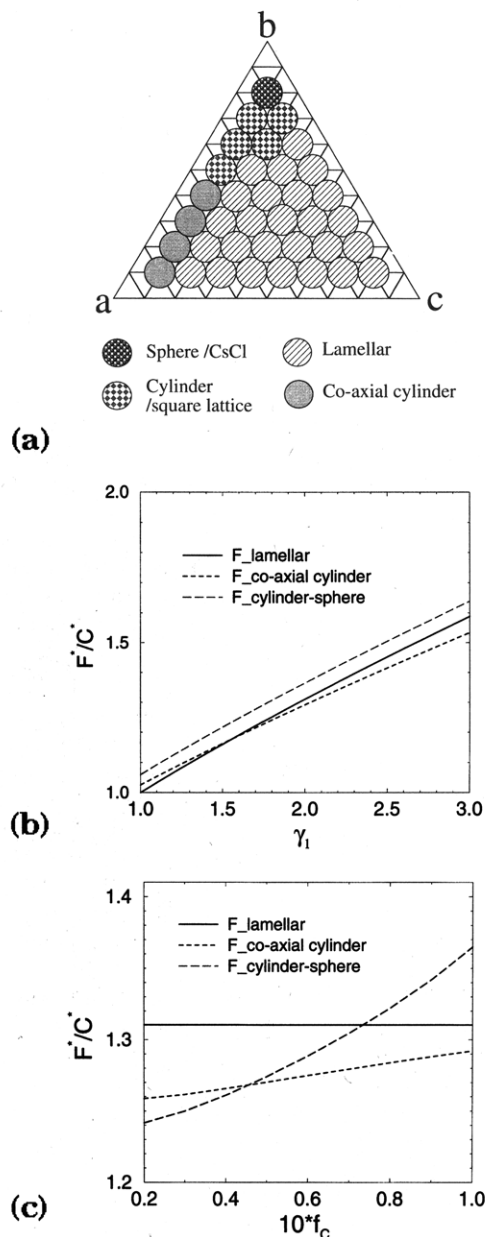 b
a
c
Sphere /CsCl
Lamellar
Cylinder
/square lattice
Co-axial cylinder
(a)
2.0
F_lamellar
F_co-axial cylinder
F_cylinder-sphere
F*/C*
1.5
1.0
1.0 1.5 2.0 2.5 3.0
γ1
(b)
1.4
F_lamellar
F_co-axial cylinder
F_cylinder-sphere
F*/C*
1.3
1.2
0.2 0.4 0.6 0.8 1.0
10*fC
(c)